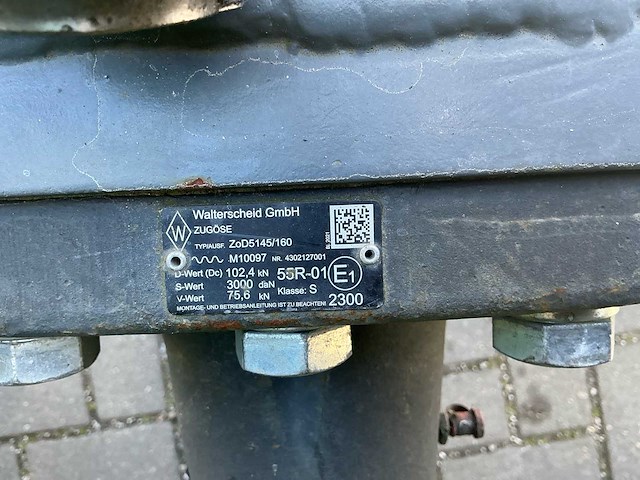 Walterscheid GmbH
W
ZUGÖSE
TYP/AUSF. ZoD5145/160
M10097 NR. 4302127001
D-Wert (Dc) 102,4 kN 55R-01 E1
S-Wert 3000 daN Klasse: S
V-Wert 75,6 kN 2300
MONTAGE- UND BETRIEBSANLEITUNG IST ZU BEACHTEN!